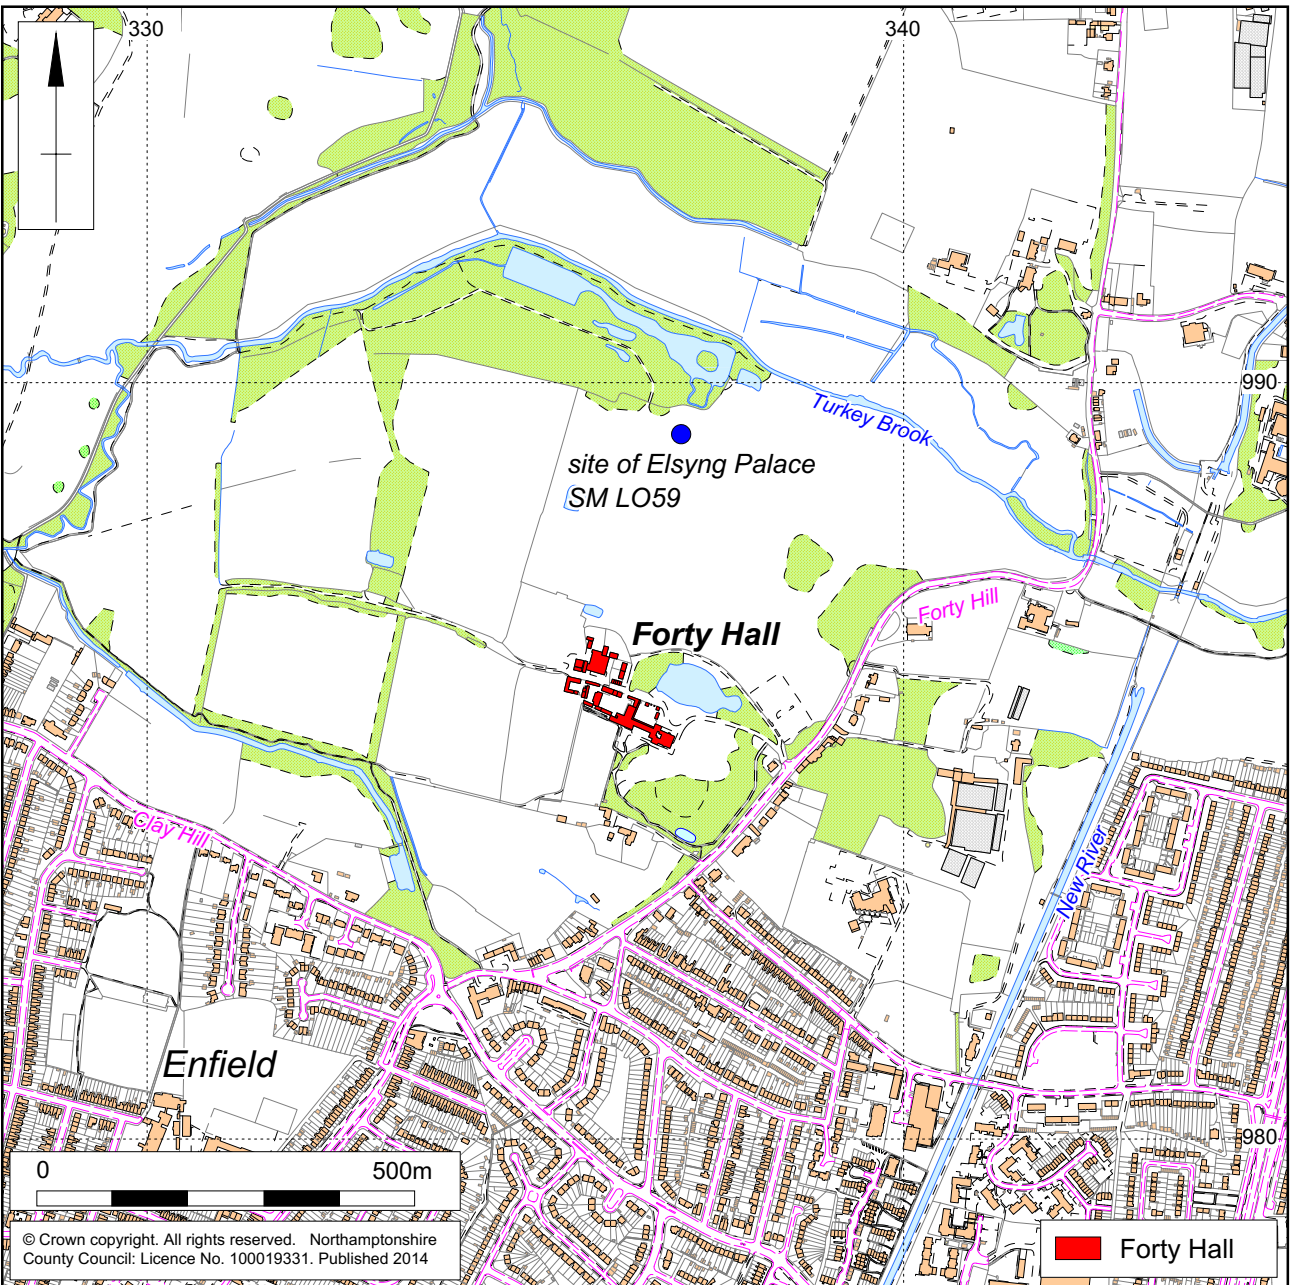 330
340
990
Turkey Brook
site of Elsyng Palace
SM LO59
Forty Hill
Forty Hall
Clay Hill
New River
Enfield
980
0 500m
© Crown copyright. All rights reserved. Northamptonshire
County Council: Licence No. 100019331. Published 2014
Forty Hall